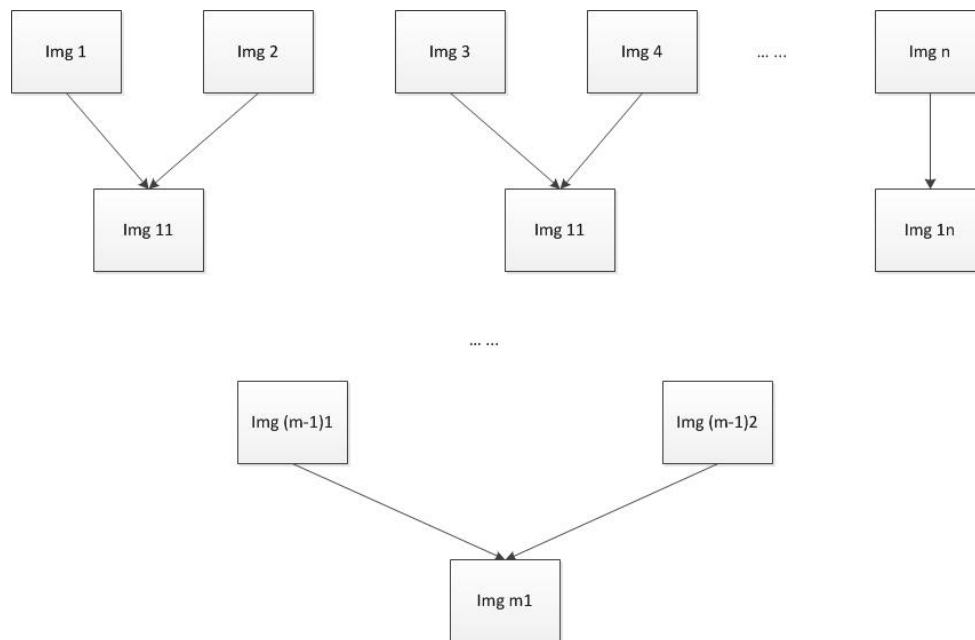 Img 1
Img 2
Img 3
Img 4
... ...
Img n
Img 11
Img 11
Img 1n
... ...
Img (m-1)1
Img (m-1)2
Img m1